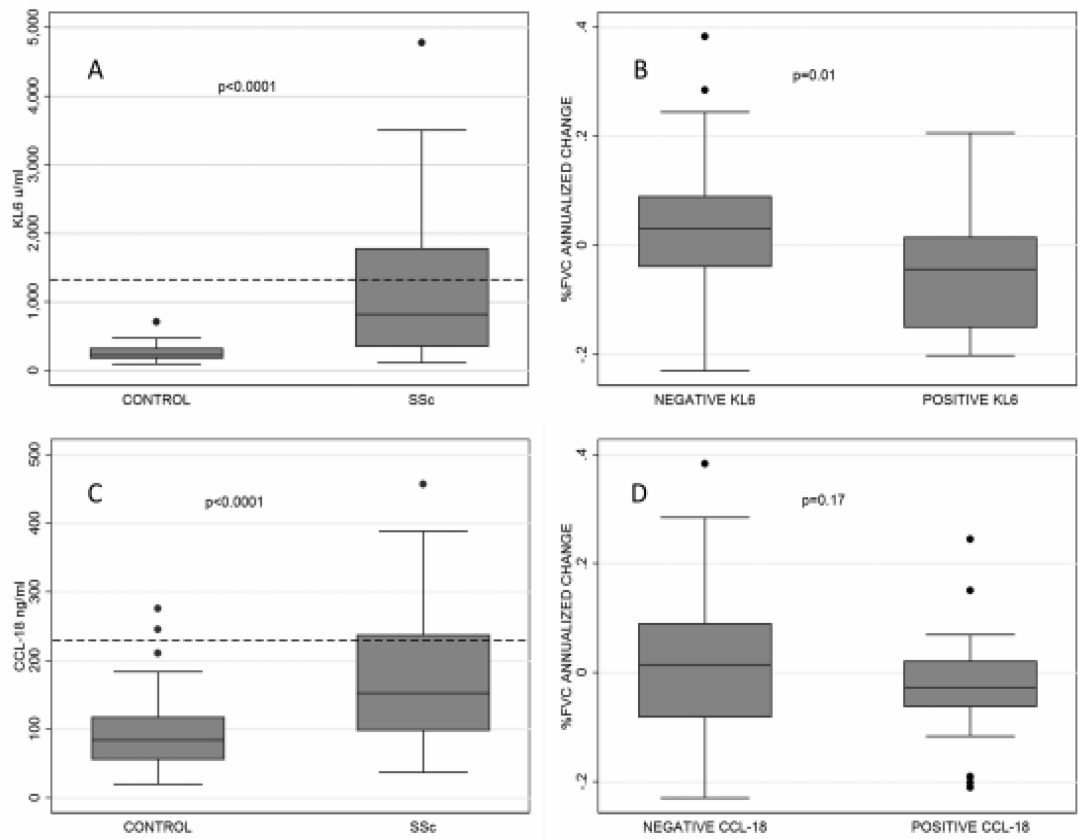 A
p<0.0001
KL6 u/ml
5,000
4,000
3,000
2,000
1,000
0
CONTROL
SSc
B
p=0.01
%FVC ANNUALIZED CHANGE
.4
.2
0
-.2
NEGATIVE KL6
POSITIVE KL6
C
p<0.0001
CCL-18 ng/ml
500
400
300
200
100
0
CONTROL
SSc
D
p=0.17
%FVC ANNUALIZED CHANGE
.4
.2
0
-.2
NEGATIVE CCL-18
POSITIVE CCL-18